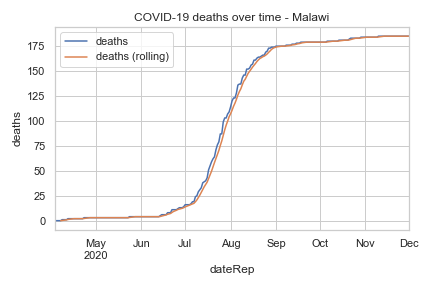 COVID-19 deaths over time - Malawi
deaths
deaths (rolling)
deaths
175
150
125
100
75
50
25
0
May Jun Jul Aug Sep Oct Nov Dec
2020
dateRep